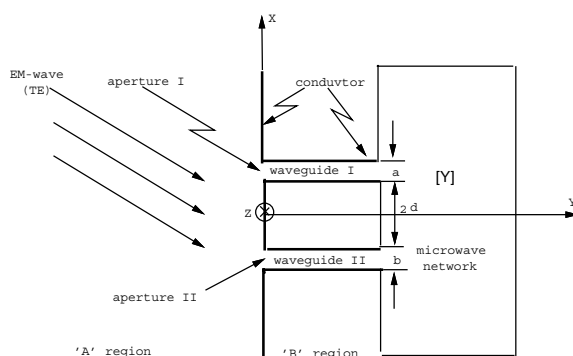 X
EM-wave
(TE)
aperture I
conduvtor
waveguide I
a
[Y]
Z
2d
Y
waveguide II
b
microwave
network
aperture II
'A' region
'B' region